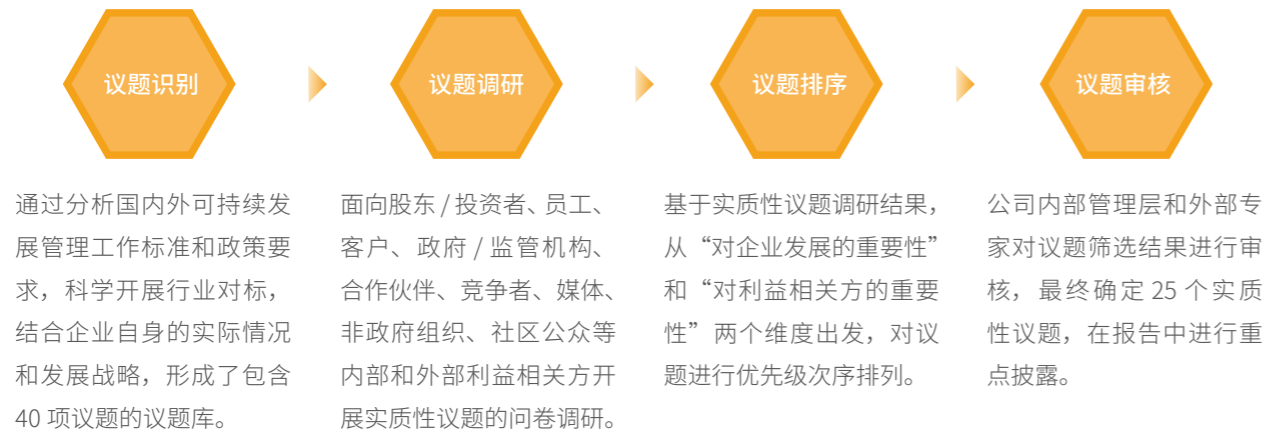 议题识别
通过分析国内外可持续发
展管理工作标准和政策要
求，科学开展行业对标，
结合企业自身的实际情况
和发展战略，形成了包含
40 项议题的议题库。
议题调研
面向股东 / 投资者、员工、
客户、政府 / 监管机构、
合作伙伴、竞争者、媒体、
非政府组织、社区公众等
内部和外部利益相关方开
展实质性议题的问卷调研。
议题排序
基于实质性议题调研结果，
从“对企业发展的重要性”
和“对利益相关方的重要
性”两个维度出发，对议
题进行优先级次序排列。
议题审核
公司内部管理层和外部专
家对议题筛选结果进行审
核，最终确定 25 个实质
性议题，在报告中进行重
点披露。